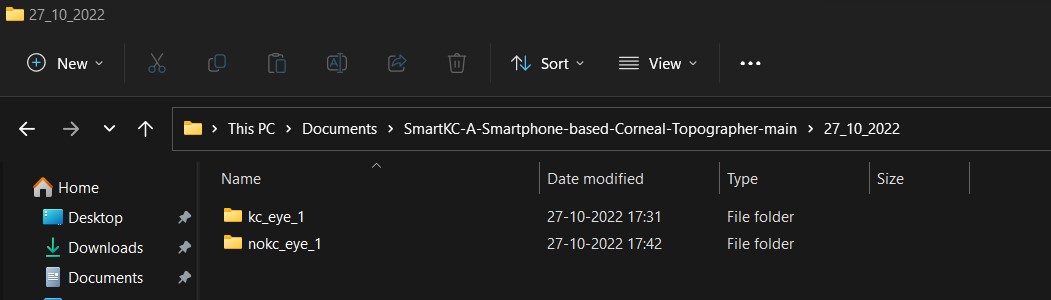 27_10_2022
New Sort View
This PC > Documents > SmartKC-A-Smartphone-based-Corneal-Topographer-main > 27_10_2022
Name Date modified Type Size
Home
Desktop
Downloads
Documents
kc_eye_1 27-10-2022 17:31 File folder
nokc_eye_1 27-10-2022 17:42 File folder